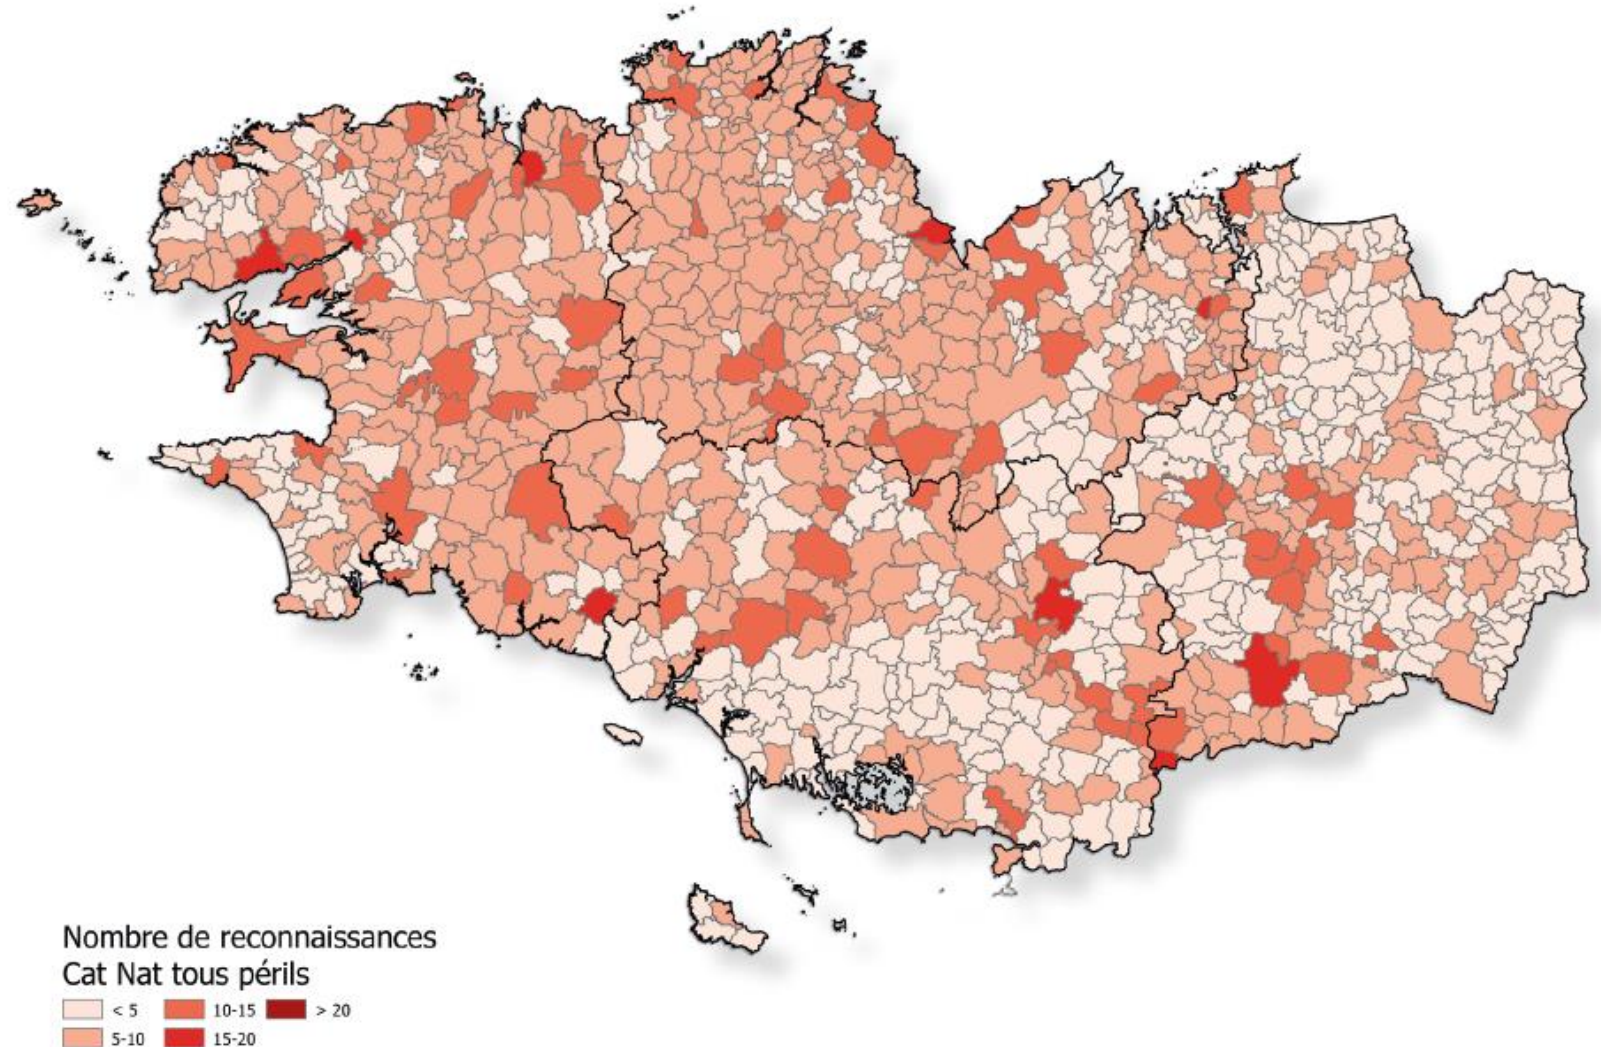 Nombre de reconnaissances
Cat Nat tous périls
< 5 10-15 > 20
5-10 15-20